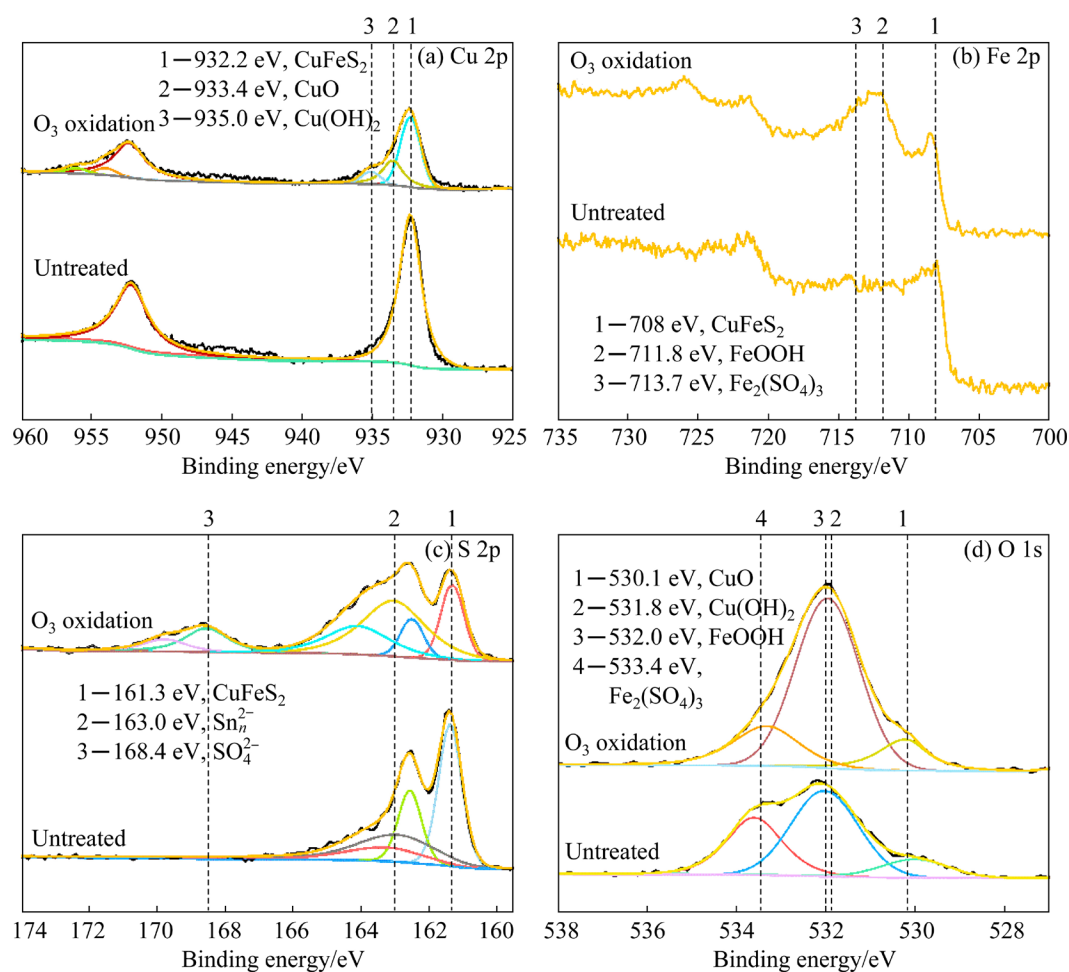 3 2 1
(a) Cu 2p
1—932.2 eV, CuFeS₂
2—933.4 eV, CuO
3—935.0 eV, Cu(OH)₂
O₃ oxidation
Untreated
960 955 950 945 940 935 930 925
Binding energy/eV
3 2 1
(b) Fe 2p
O₃ oxidation
Untreated
1—708 eV, CuFeS₂
2—711.8 eV, FeOOH
3—713.7 eV, Fe₂(SO₄)₃
735 730 725 720 715 710 705 700
Binding energy/eV
3 2 1
(c) S 2p
O₃ oxidation
1—161.3 eV, CuFeS₂
2—163.0 eV, Snₙ²⁻
3—168.4 eV, SO₄²⁻
Untreated
174 172 170 168 166 164 162 160
Binding energy/eV
4 3 2 1
(d) O 1s
1—530.1 eV, CuO
2—531.8 eV, Cu(OH)₂
3—532.0 eV, FeOOH
4—533.4 eV,
Fe₂(SO₄)₃
O₃ oxidation
Untreated
538 536 534 532 530 528
Binding energy/eV